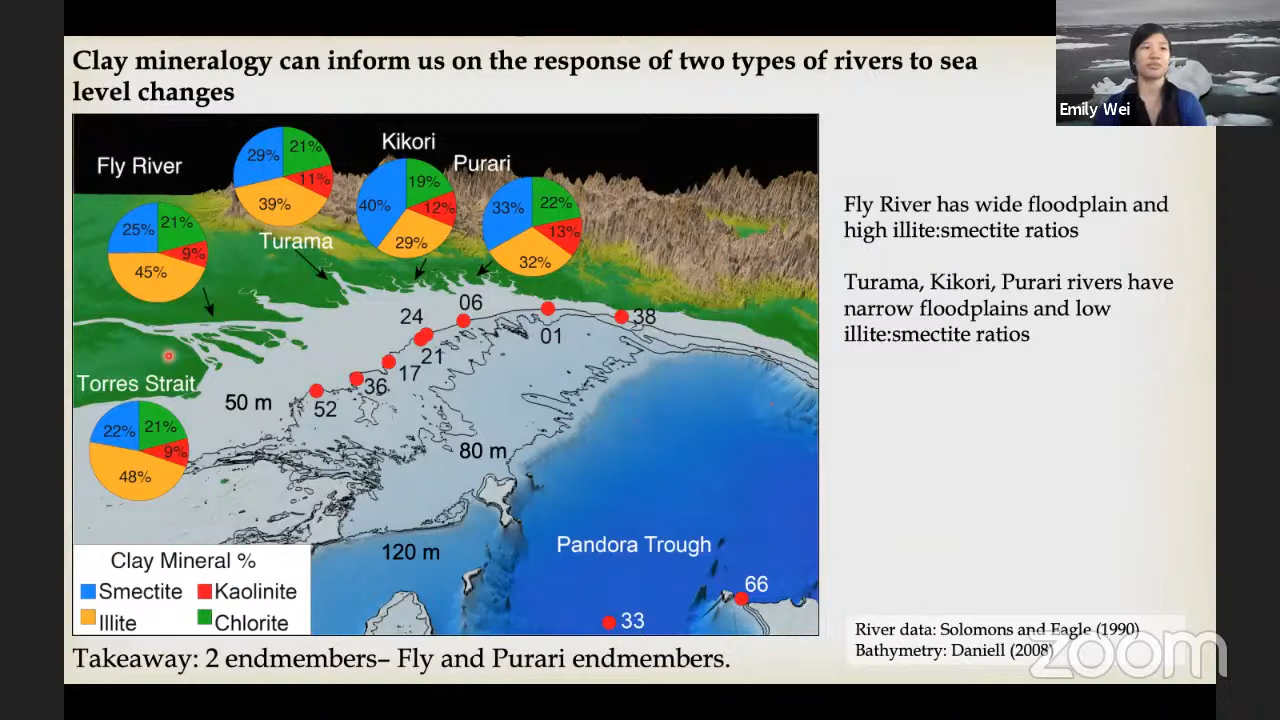 Clay mineralogy can inform us on the response of two types of rivers to sea
level changes
Emily Wei
Fly River
29%
21%
11%
39%
Turama
Kikori
40%
19%
12%
29%
Purari
33%
22%
13%
32%
25%
21%
9%
45%
Fly River has wide floodplain and
high illite:smectite ratios
Turama, Kikori, Purari rivers have
narrow floodplains and low
illite:smectite ratios
24
06
01
38
21
17
36
52
Torres Strait
22%
21%
9%
48%
50 m
80 m
120 m
Pandora Trough
66
33
Clay Mineral %
Smectite
Kaolinite
Illite
Chlorite
River data: Solomons and Eagle (1990)
Bathymetry: Daniell (2008)
zoom
Takeaway: 2 endmembers– Fly and Purari endmembers.